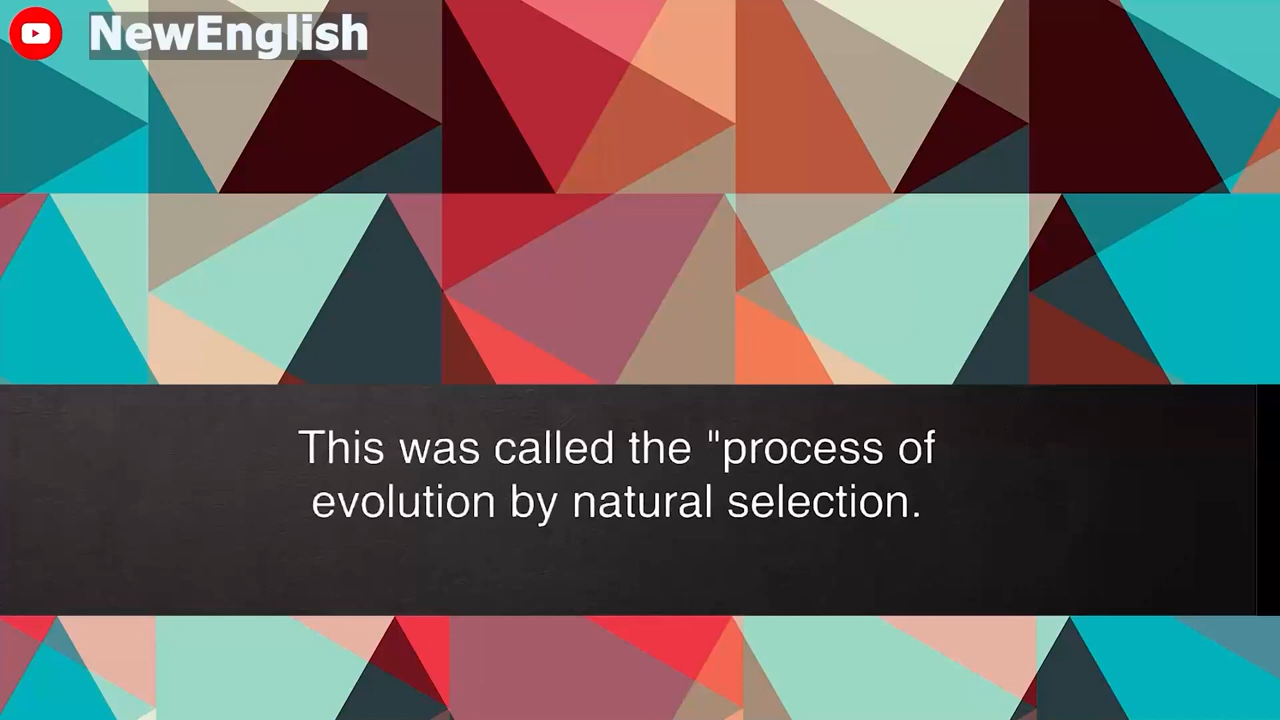 NewEnglish
This was called the "process of
evolution by natural selection.